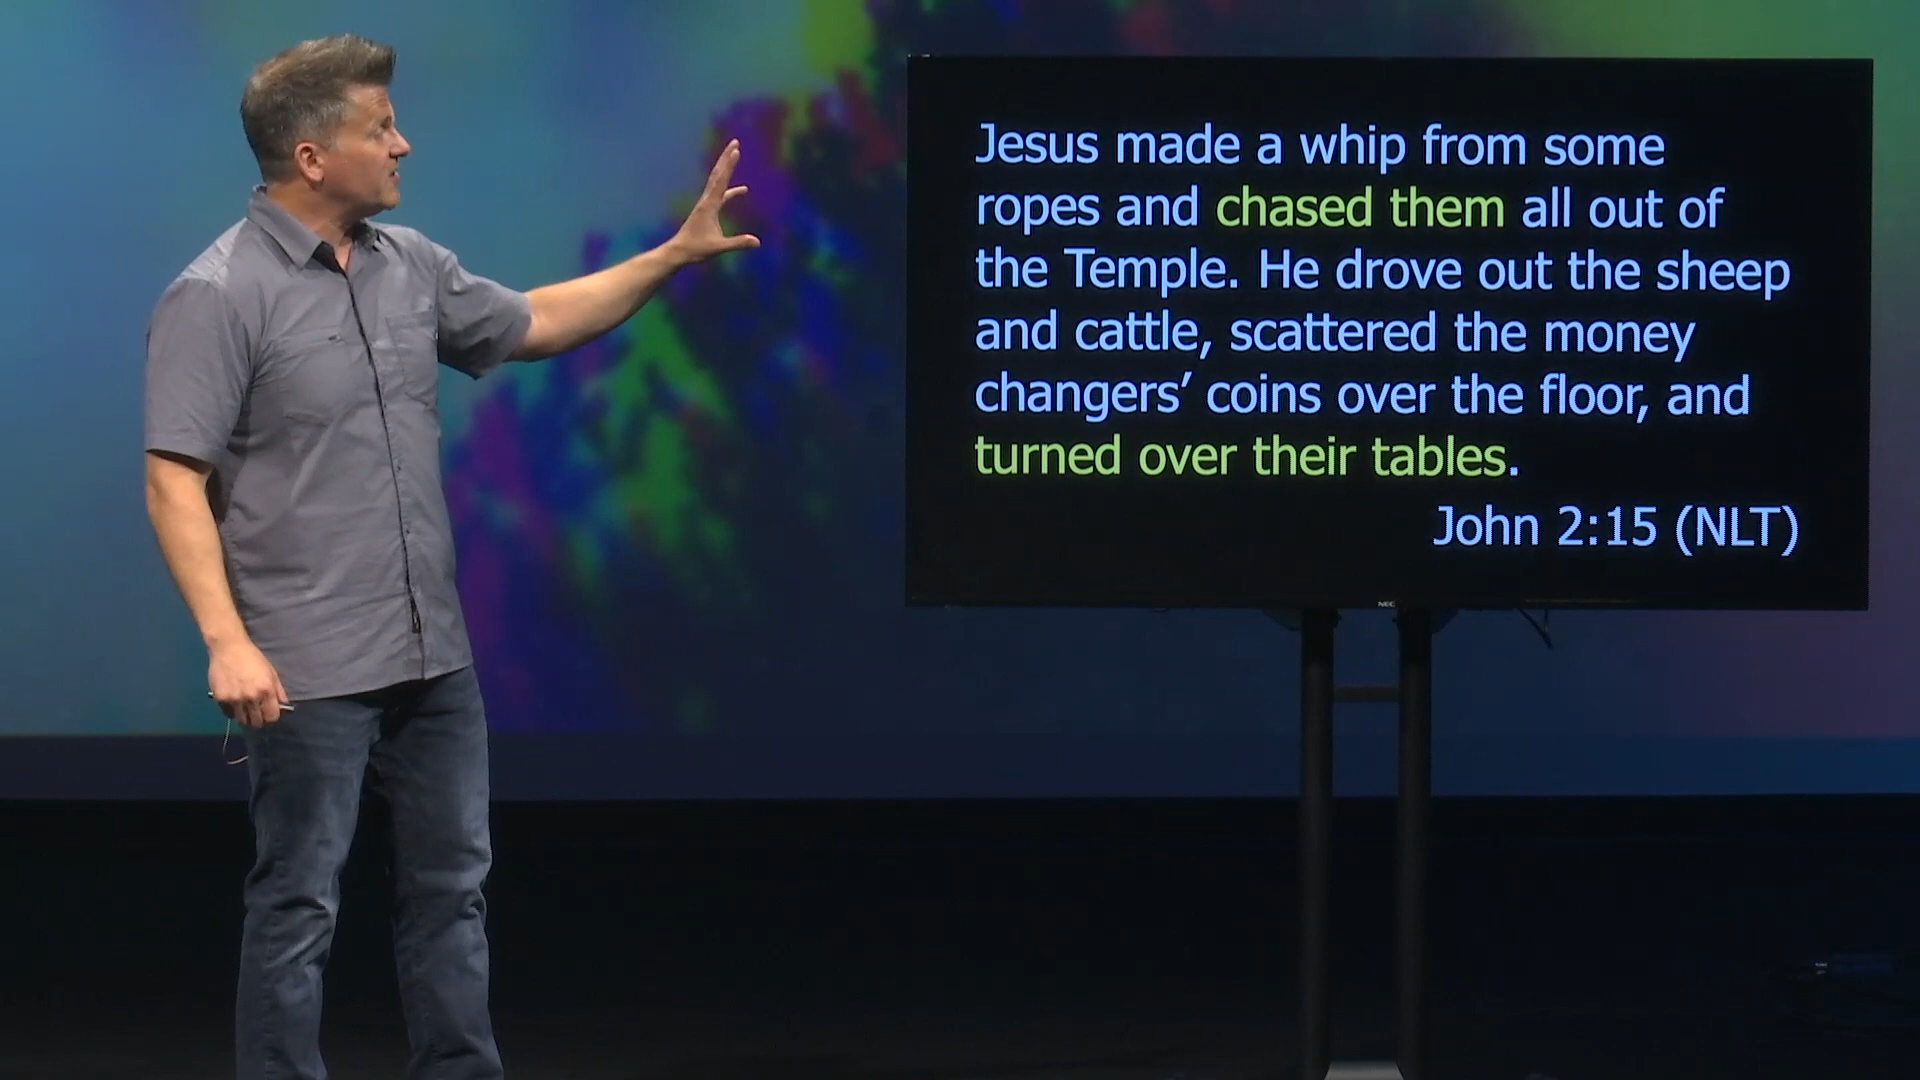 Jesus made a whip from some
ropes and chased them all out of
the Temple. He drove out the sheep
and cattle, scattered the money
changers’ coins over the floor, and
turned over their tables.
John 2:15 (NLT)
NEC